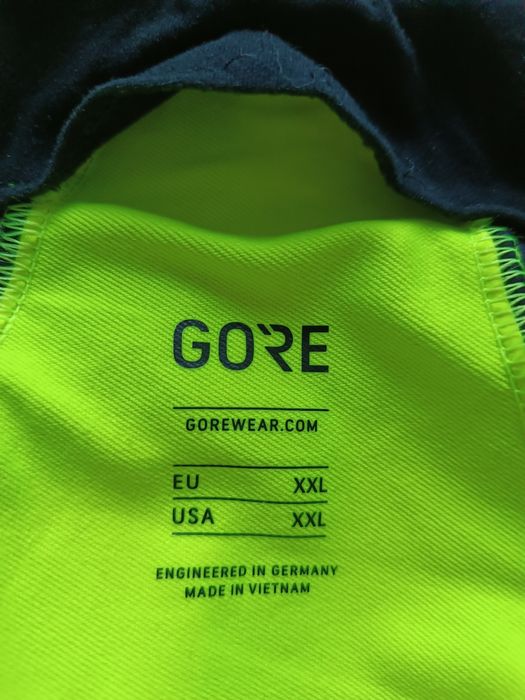 GORE
GOREWEAR.COM
EU XXL
USA XXL
ENGINEERED IN GERMANY
MADE IN VIETNAM